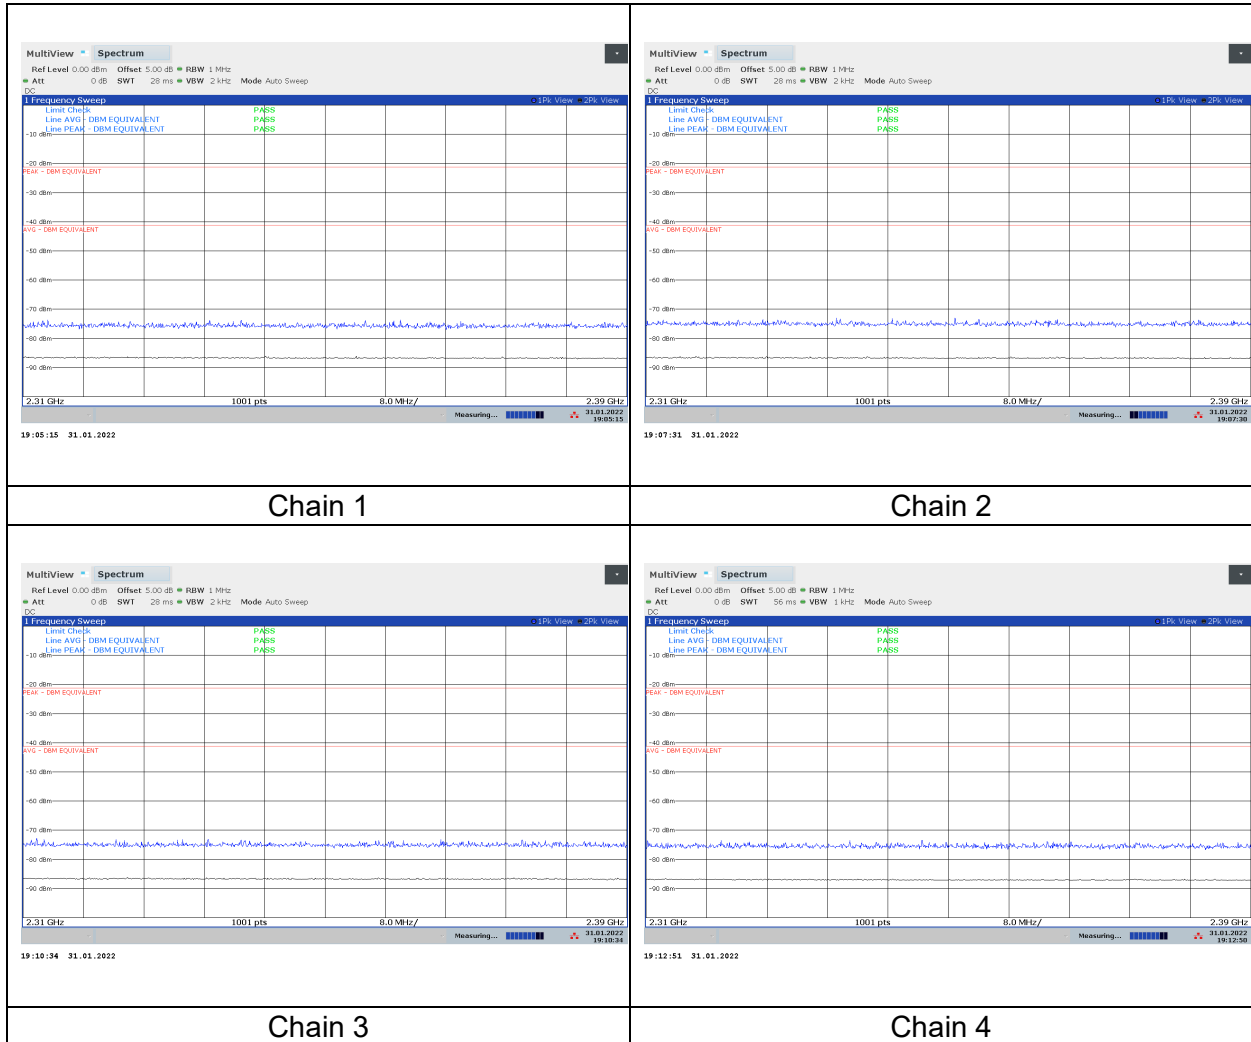 MultiView Spectrum
Ref Level 0.00 dBm Offset 5.00 dB RBW 1 MHz
Att 0 dB SWT 28 ms VBW 2 kHz Mode Auto Sweep
DC
1 Frequency Sweep 1Pk View 2Pk View
Limit Check PASS
Line AVG - DBM EQUIVALENT PASS
Line PEAK - DBM EQUIVALENT PASS
-10 dBm
-20 dBm
PEAK - DBM EQUIVALENT
-30 dBm
-40 dBm
AVG - DBM EQUIVALENT
-50 dBm
-60 dBm
-70 dBm
-80 dBm
-90 dBm
2.31 GHz 1001 pts 8.0 MHz/ 2.39 GHz
Measuring... 31.01.2022
19:05:15
19:05:15 31.01.2022
Chain 1
MultiView Spectrum
Ref Level 0.00 dBm Offset 5.00 dB RBW 1 MHz
Att 0 dB SWT 28 ms VBW 2 kHz Mode Auto Sweep
DC
1 Frequency Sweep 1Pk View 2Pk View
Limit Check PASS
Line AVG - DBM EQUIVALENT PASS
Line PEAK - DBM EQUIVALENT PASS
-10 dBm
-20 dBm
PEAK - DBM EQUIVALENT
-30 dBm
-40 dBm
AVG - DBM EQUIVALENT
-50 dBm
-60 dBm
-70 dBm
-80 dBm
-90 dBm
2.31 GHz 1001 pts 8.0 MHz/ 2.39 GHz
Measuring... 31.01.2022
19:07:30
19:07:31 31.01.2022
Chain 2
MultiView Spectrum
Ref Level 0.00 dBm Offset 5.00 dB RBW 1 MHz
Att 0 dB SWT 28 ms VBW 2 kHz Mode Auto Sweep
DC
1 Frequency Sweep 1Pk View 2Pk View
Limit Check PASS
Line AVG - DBM EQUIVALENT PASS
Line PEAK - DBM EQUIVALENT PASS
-10 dBm
-20 dBm
PEAK - DBM EQUIVALENT
-30 dBm
-40 dBm
AVG - DBM EQUIVALENT
-50 dBm
-60 dBm
-70 dBm
-80 dBm
-90 dBm
2.31 GHz 1001 pts 8.0 MHz/ 2.39 GHz
Measuring... 31.01.2022
19:10:34
19:10:34 31.01.2022
Chain 3
MultiView Spectrum
Ref Level 0.00 dBm Offset 5.00 dB RBW 1 MHz
Att 0 dB SWT 56 ms VBW 1 kHz Mode Auto Sweep
DC
1 Frequency Sweep 1Pk View 2Pk View
Limit Check PASS
Line AVG - DBM EQUIVALENT PASS
Line PEAK - DBM EQUIVALENT PASS
-10 dBm
-20 dBm
PEAK - DBM EQUIVALENT
-30 dBm
-40 dBm
AVG - DBM EQUIVALENT
-50 dBm
-60 dBm
-70 dBm
-80 dBm
-90 dBm
2.31 GHz 1001 pts 8.0 MHz/ 2.39 GHz
Measuring... 31.01.2022
19:12:50
19:12:51 31.01.2022
Chain 4